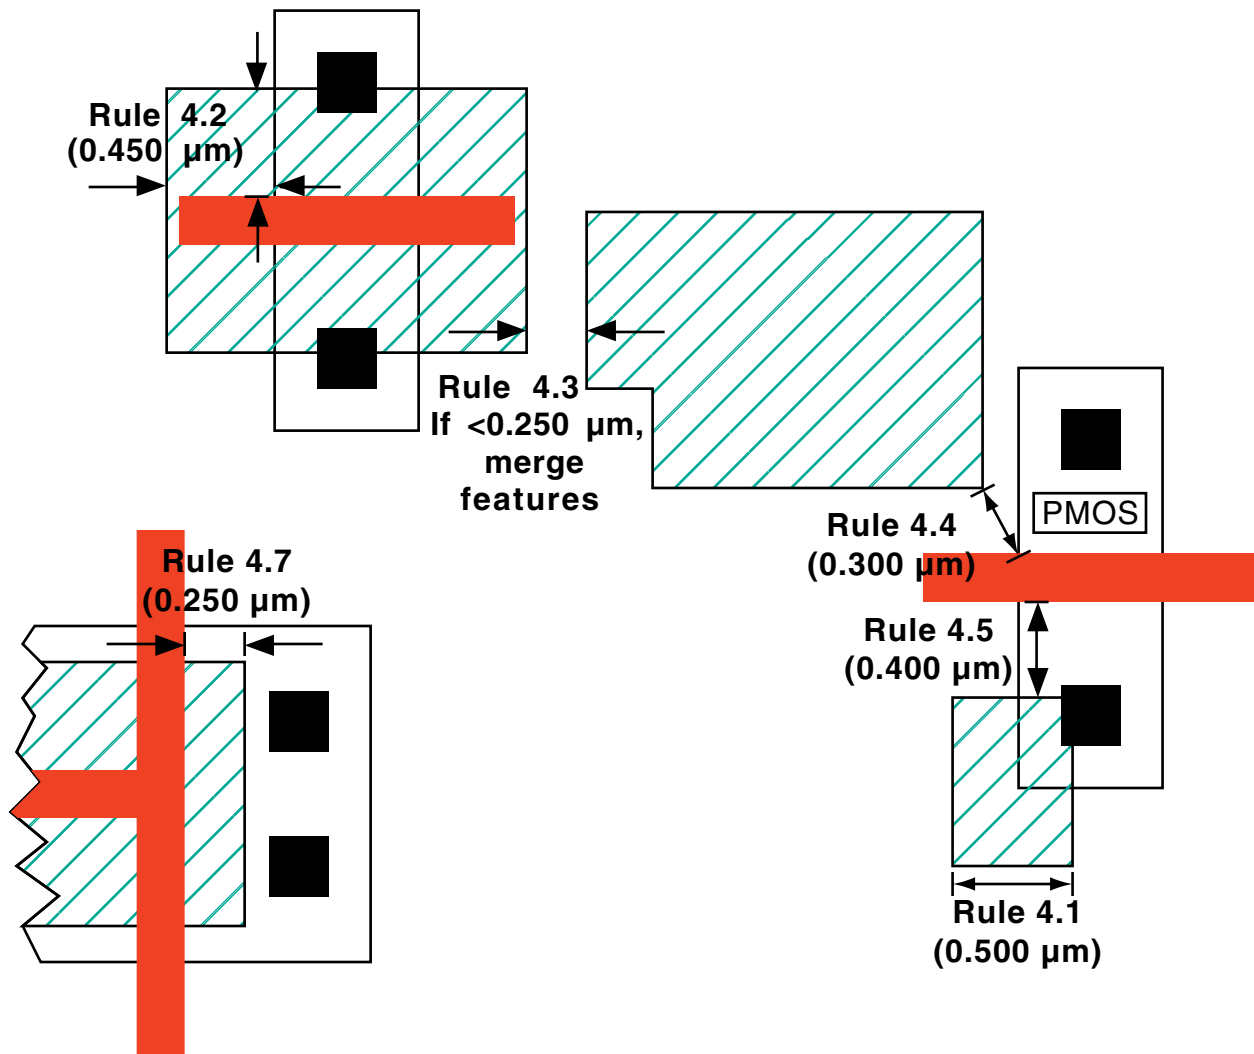 Rule 4.2
(0.450 µm)
Rule 4.3
If <0.250 µm,
merge
features
PMOS
Rule 4.4
(0.300 µm)
Rule 4.7
(0.250 µm)
Rule 4.5
(0.400 µm)
Rule 4.1
(0.500 µm)